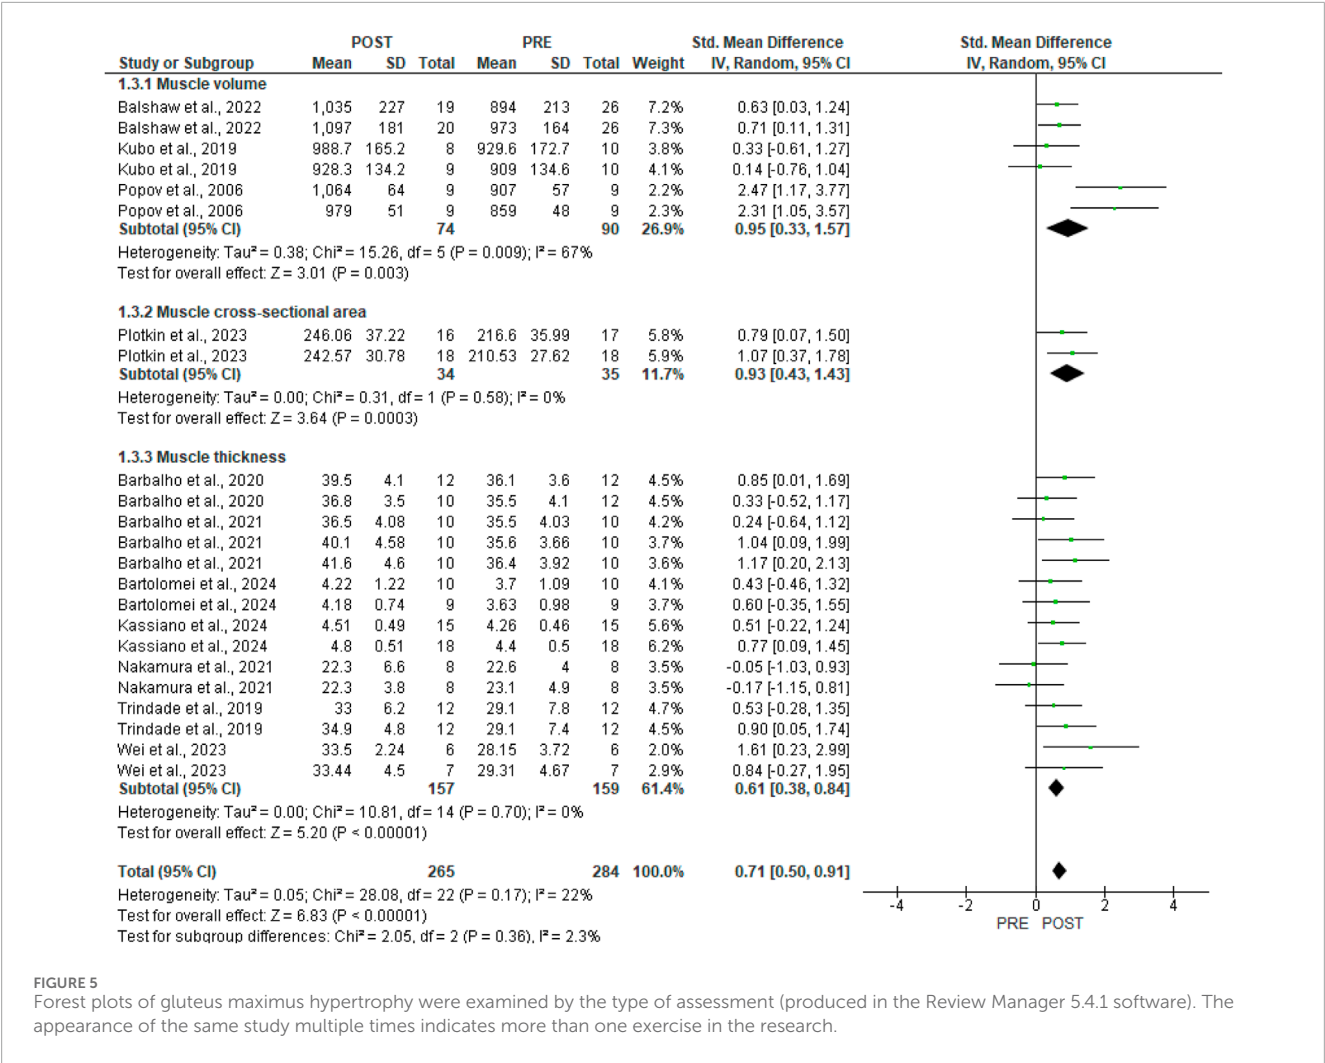 POST PRE Std. Mean Difference Std. Mean Difference
Study or Subgroup Mean SD Total Mean SD Total Weight IV, Random, 95% CI IV, Random, 95% CI
1.3.1 Muscle volume
Balshaw et al., 2022 1,035 227 19 894 213 26 7.2% 0.63 [0.03, 1.24]
Balshaw et al., 2022 1,097 181 20 973 164 26 7.3% 0.71 [0.11, 1.31]
Kubo et al., 2019 988.7 165.2 8 929.6 172.7 10 3.8% 0.33 [-0.61, 1.27]
Kubo et al., 2019 928.3 134.2 9 909 134.6 10 4.1% 0.14 [-0.76, 1.04]
Popov et al., 2006 1,064 64 9 907 57 9 2.2% 2.47 [1.17, 3.77]
Popov et al., 2006 979 51 9 859 48 9 2.3% 2.31 [1.05, 3.57]
Subtotal (95% CI) 74 90 26.9% 0.95 [0.33, 1.57]
Heterogeneity: Tau² = 0.38; Chi² = 15.26, df = 5 (P = 0.009); I² = 67%
Test for overall effect: Z = 3.01 (P = 0.003)
1.3.2 Muscle cross-sectional area
Plotkin et al., 2023 246.06 37.22 16 216.6 35.99 17 5.8% 0.79 [0.07, 1.50]
Plotkin et al., 2023 242.57 30.78 18 210.53 27.62 18 5.9% 1.07 [0.37, 1.78]
Subtotal (95% CI) 34 35 11.7% 0.93 [0.43, 1.43]
Heterogeneity: Tau² = 0.00; Chi² = 0.31, df = 1 (P = 0.58); I² = 0%
Test for overall effect: Z = 3.64 (P = 0.0003)
1.3.3 Muscle thickness
Barbalho et al., 2020 39.5 4.1 12 36.1 3.6 12 4.5% 0.85 [0.01, 1.69]
Barbalho et al., 2020 36.8 3.5 10 35.5 4.1 12 4.5% 0.33 [-0.52, 1.17]
Barbalho et al., 2021 36.5 4.08 10 35.5 4.03 10 4.2% 0.24 [-0.64, 1.12]
Barbalho et al., 2021 40.1 4.58 10 35.6 3.66 10 3.7% 1.04 [0.09, 1.99]
Barbalho et al., 2021 41.6 4.6 10 36.4 3.92 10 3.6% 1.17 [0.20, 2.13]
Bartolomei et al., 2024 4.22 1.22 10 3.7 1.09 10 4.1% 0.43 [-0.46, 1.32]
Bartolomei et al., 2024 4.18 0.74 9 3.63 0.98 9 3.7% 0.60 [-0.35, 1.55]
Kassiano et al., 2024 4.51 0.49 15 4.26 0.46 15 5.6% 0.51 [-0.22, 1.24]
Kassiano et al., 2024 4.8 0.51 18 4.4 0.5 18 6.2% 0.77 [0.09, 1.45]
Nakamura et al., 2021 22.3 6.6 8 22.6 4 8 3.5% -0.05 [-1.03, 0.93]
Nakamura et al., 2021 22.3 3.8 8 23.1 4.9 8 3.5% -0.17 [-1.15, 0.81]
Trindade et al., 2019 33 6.2 12 29.1 7.8 12 4.7% 0.53 [-0.28, 1.35]
Trindade et al., 2019 34.9 4.8 12 29.1 7.4 12 4.5% 0.90 [0.05, 1.74]
Wei et al., 2023 33.5 2.24 6 28.15 3.72 6 2.0% 1.61 [0.23, 2.99]
Wei et al., 2023 33.44 4.5 7 29.31 4.67 7 2.9% 0.84 [-0.27, 1.95]
Subtotal (95% CI) 157 159 61.4% 0.61 [0.38, 0.84]
Heterogeneity: Tau² = 0.00; Chi² = 10.81, df = 14 (P = 0.70); I² = 0%
Test for overall effect: Z = 5.20 (P < 0.00001)
Total (95% CI) 265 284 100.0% 0.71 [0.50, 0.91]
Heterogeneity: Tau² = 0.05; Chi² = 28.08, df = 22 (P = 0.17); I² = 22%
Test for overall effect: Z = 6.83 (P < 0.00001)
Test for subgroup differences: Chi² = 2.05, df = 2 (P = 0.36), I² = 2.3%
-4 -2 0 2 4
PRE POST
FIGURE 5
Forest plots of gluteus maximus hypertrophy were examined by the type of assessment (produced in the Review Manager 5.4.1 software). The
appearance of the same study multiple times indicates more than one exercise in the research.